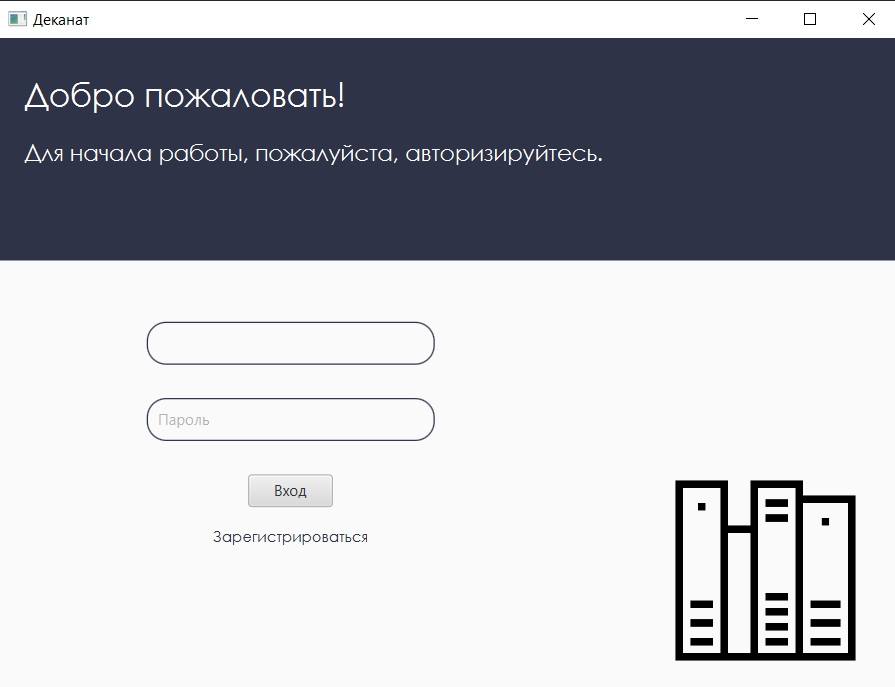 Деканат
Добро пожаловать!
Для начала работы, пожалуйста, авторизируйтесь.
Пароль
Вход
Зарегистрироваться